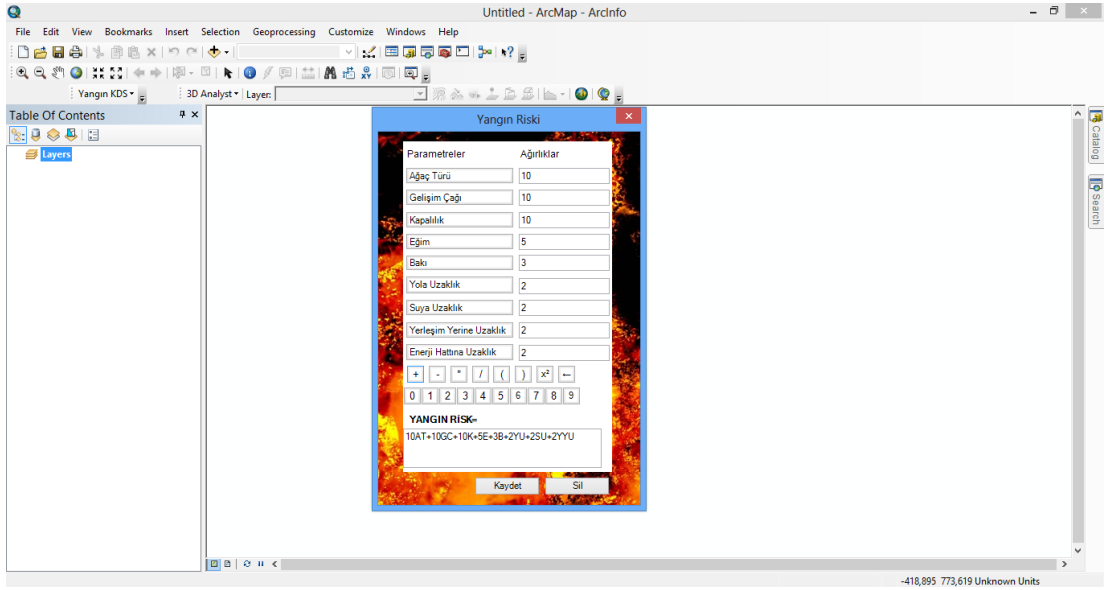 Untitled - ArcMap - ArcInfo
File Edit View Bookmarks Insert Selection Geoprocessing Customize Windows Help
Yangın KDS 3D Analyst Layer:
Table Of Contents
Layers
Yangın Riski
Parametreler Ağırlıklar
Ağaç Türü 10
Gelişim Çağı 10
Kapalılık 10
Eğim 5
Bakı 3
Yola Uzaklık 2
Suya Uzaklık 2
Yerleşim Yerine Uzaklık 2
Enerji Hattına Uzaklık 2
+ - * / ( ) x² ←
0 1 2 3 4 5 6 7 8 9
YANGIN RİSK=
10AT+10GC+10K+5E+3B+2YU+2SU+2YYU
Kaydet Sil
Catalog
Search
-418,895 773,619 Unknown Units